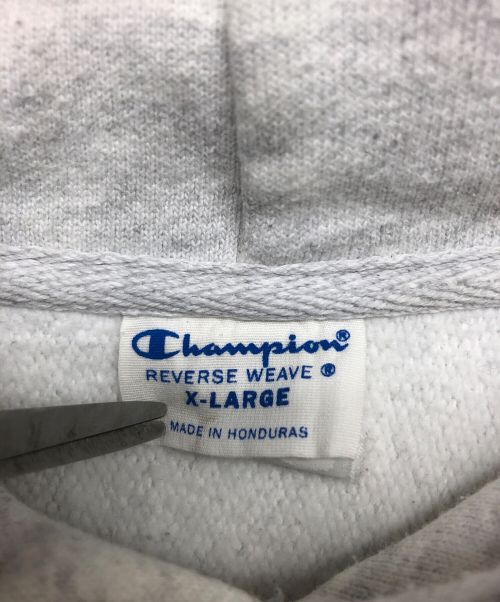 Champion®
REVERSE WEAVE ®
X-LARGE
MADE IN HONDURAS